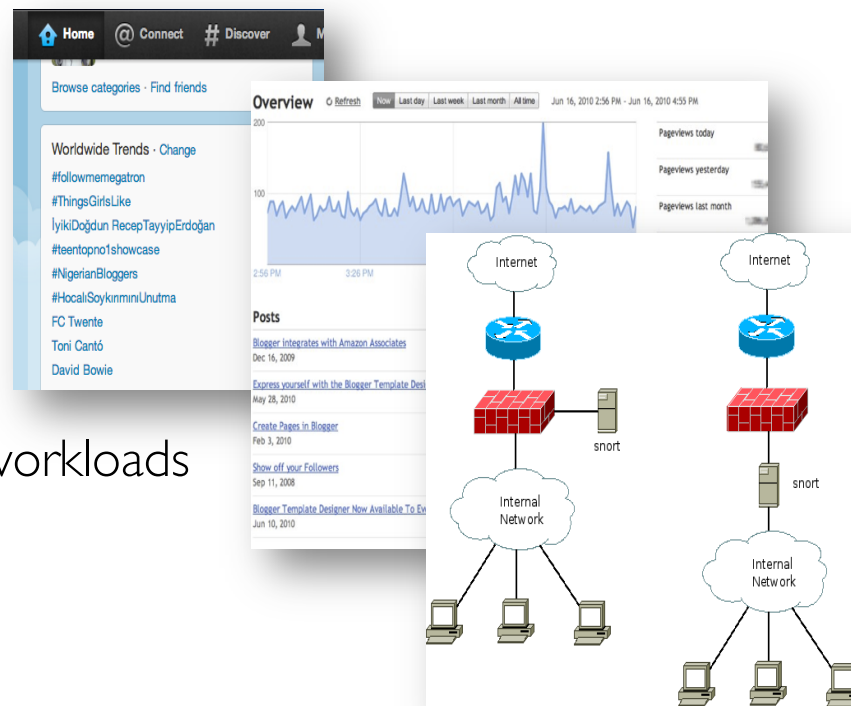 Home @ Connect # Discover
Browse categories · Find friends
Worldwide Trends · Change
#followmemegatron
#ThingsGirlsLike
İyikiDoğdun RecepTayyipErdoğan
#teentopno1showcase
#NigerianBloggers
#HocalıSoykırımınıUnutma
FC Twente
Toni Cantó
David Bowie
Overview Refresh Now Last day Last week Last month All time Jun 16, 2010 2:56 PM - Jun 16, 2010 4:55 PM
200
100
2:56 PM 3:26 PM
Pageviews today
Pageviews yesterday
Pageviews last month
Posts
Blogger integrates with Amazon Associates
Dec 16, 2009
Express yourself with the Blogger Template
May 28, 2010
Create Pages in Blogger
Feb 3, 2010
Show off your Followers
Sep 11, 2008
Blogger Template Designer Now Available To
Jun 10, 2010
Internet
snort
Internal
Network
Internet
snort
Internal
Network
workloads